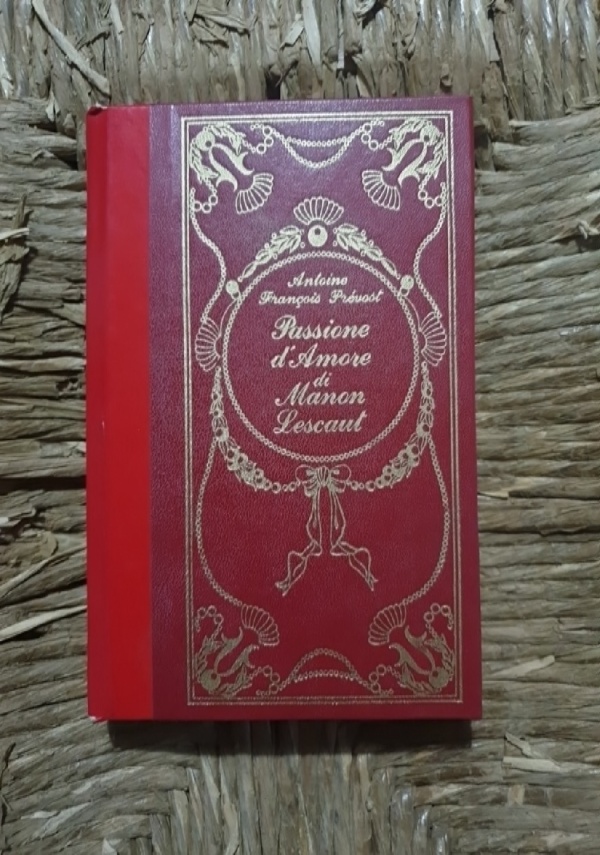 Antoine
François Prévost
Passione
d'Amore
di
Manon
Lescaut